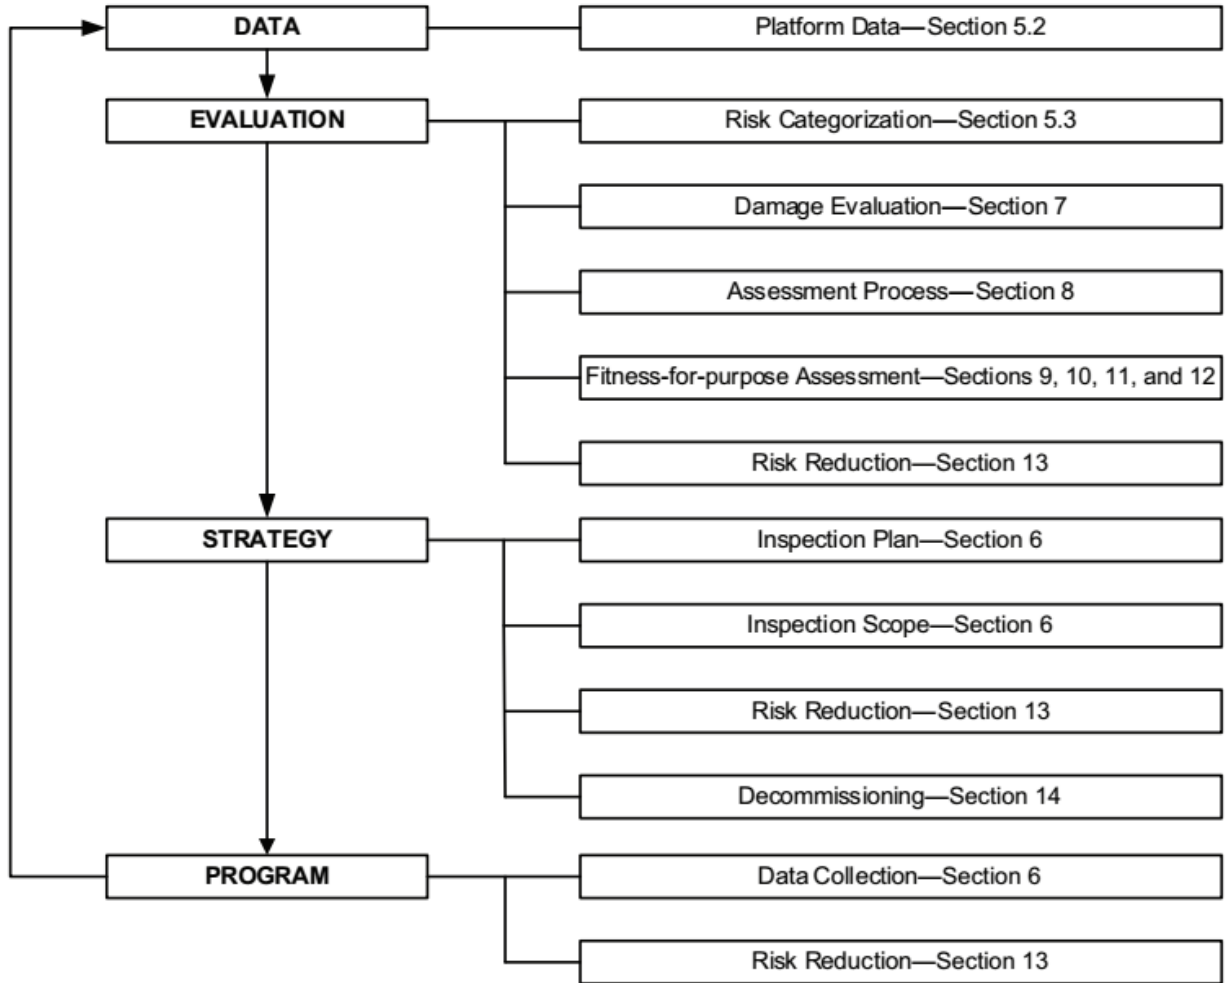 DATA
Platform Data—Section 5.2
EVALUATION
Risk Categorization—Section 5.3
Damage Evaluation—Section 7
Assessment Process—Section 8
Fitness-for-purpose Assessment—Sections 9, 10, 11, and 12
Risk Reduction—Section 13
STRATEGY
Inspection Plan—Section 6
Inspection Scope—Section 6
Risk Reduction—Section 13
Decommissioning—Section 14
PROGRAM
Data Collection—Section 6
Risk Reduction—Section 13